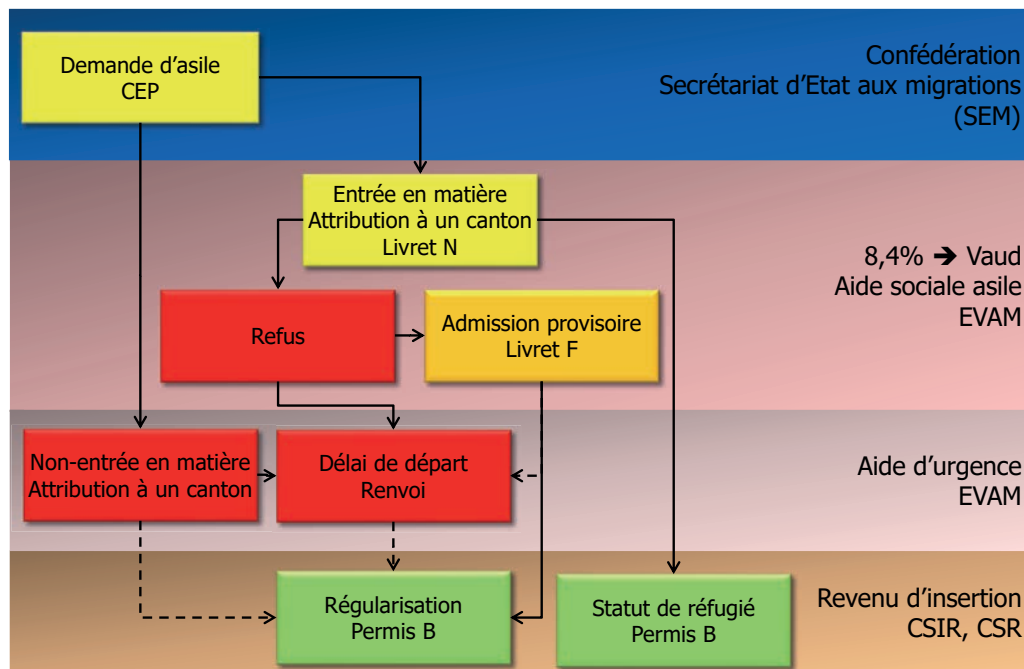 Demande d'asile
CEP
Confédération
Secrétariat d'Etat aux migrations
(SEM)
Entrée en matière
Attribution à un canton
Livret N
8,4% ➔ Vaud
Aide sociale asile
EVAM
Refus
Admission provisoire
Livret F
Non-entrée en matière
Attribution à un canton
Délai de départ
Renvoi
Aide d'urgence
EVAM
Régularisation
Permis B
Statut de réfugié
Permis B
Revenu d'insertion
CSIR, CSR